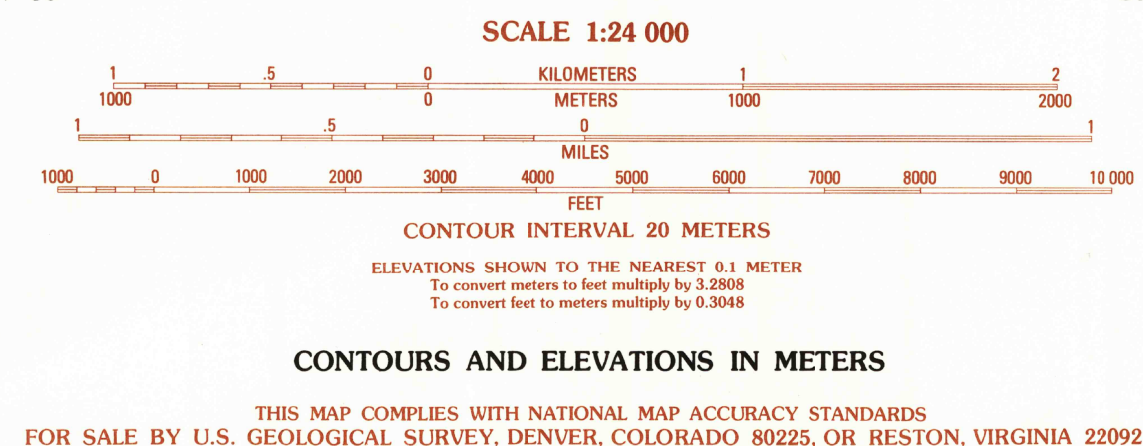 SCALE 1:24 000
1 .5 0 KILOMETERS 1 2
1000 0 METERS 1000 2000
1 .5 0 1
MILES
1000 0 1000 2000 3000 4000 5000 6000 7000 8000 9000 10 000
FEET
CONTOUR INTERVAL 20 METERS
ELEVATIONS SHOWN TO THE NEAREST 0.1 METER
To convert meters to feet multiply by 3.2808
To convert feet to meters multiply by 0.3048
CONTOURS AND ELEVATIONS IN METERS
THIS MAP COMPLIES WITH NATIONAL MAP ACCURACY STANDARDS
FOR SALE BY U.S. GEOLOGICAL SURVEY, DENVER, COLORADO 80225, OR RESTON, VIRGINIA 22092